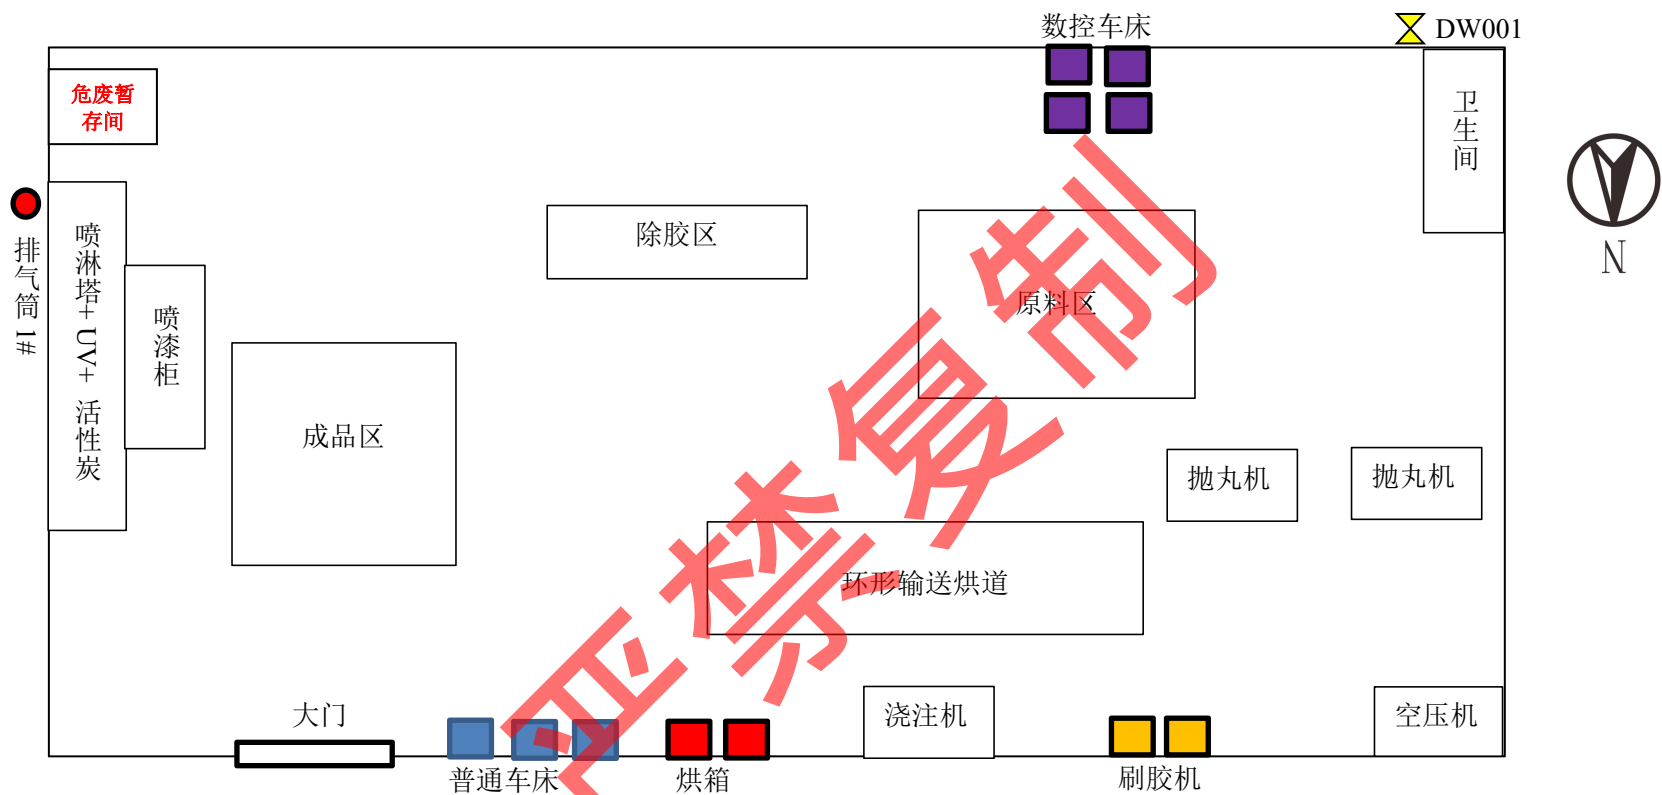 数控车床
DW001
危废暂
存间
卫生间
排气筒 1#
喷淋塔+ UV+ 活性炭
喷漆柜
除胶区
原料区
N
成品区
抛丸机
抛丸机
环形输送烘道
大门
浇注机
空压机
普通车床
烘箱
刷胶机
严禁复制